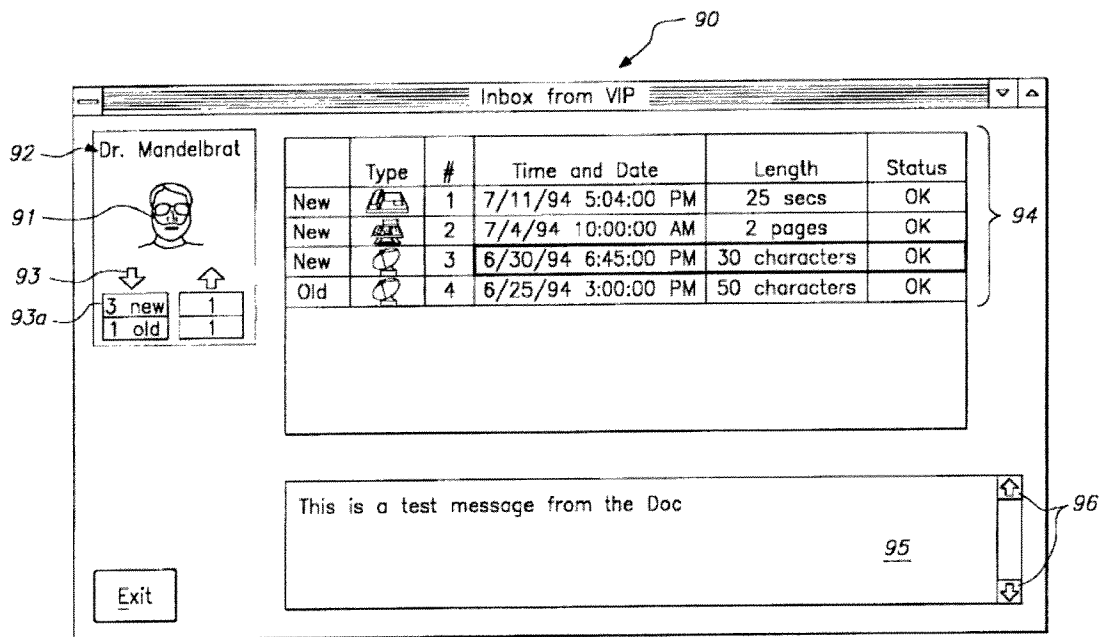 90
Inbox from VIP
92
Dr. Mandelbrat
91
93
93a
3 new 1
1 old 1
Type # Time and Date Length Status
New 1 7/11/94 5:04:00 PM 25 secs OK
New 2 7/4/94 10:00:00 AM 2 pages OK
New 3 6/30/94 6:45:00 PM 30 characters OK
Old 4 6/25/94 3:00:00 PM 50 characters OK
94
This is a test message from the Doc
95
96
Exit